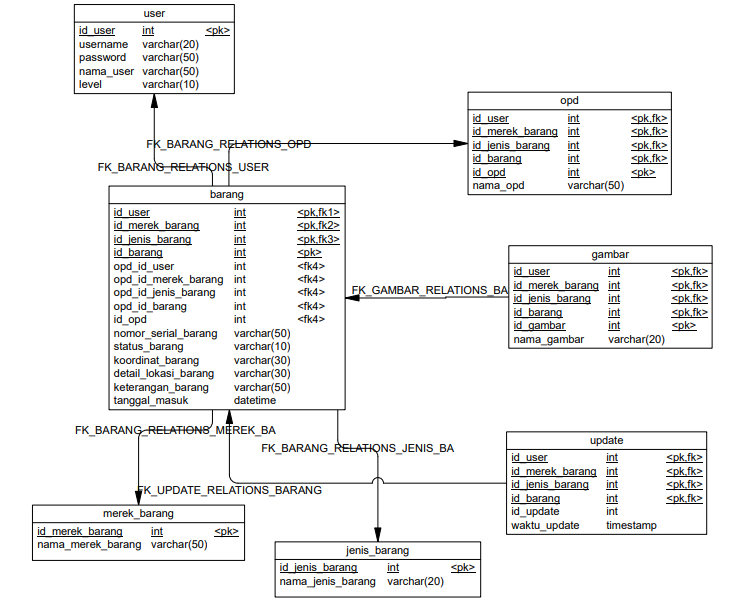 user
id_user int <pk>
username varchar(20)
password varchar(50)
nama_user varchar(50)
level varchar(10)
opd
id_user int <pk,fk>
id_merek_barang int <pk,fk>
id_jenis_barang int <pk,fk>
id_barang int <pk,fk>
id_opd int <pk>
nama_opd varchar(50)
FK_BARANG_RELATIONS_OPD
FK_BARANG_RELATIONS_USER
barang
id_user int <pk,fk1>
id_merek_barang int <pk,fk2>
id_jenis_barang int <pk,fk3>
id_barang int <pk>
opd_id_user int <fk4>
opd_id_merek_barang int <fk4>
opd_id_jenis_barang int <fk4>
opd_id_barang int <fk4>
id_opd int <fk4>
nomor_serial_barang varchar(50)
status_barang varchar(10)
koordinat_barang varchar(30)
detail_lokasi_barang varchar(30)
keterangan_barang varchar(50)
tanggal_masuk datetime
gambar
id_user int <pk,fk>
id_merek_barang int <pk,fk>
id_jenis_barang int <pk,fk>
id_barang int <pk,fk>
id_gambar int <pk>
nama_gambar varchar(20)
FK_GAMBAR_RELATIONS_BA
FK_BARANG_RELATIONS_MEREK_BA
FK_BARANG_RELATIONS_JENIS_BA
update
id_user int <pk,fk>
id_merek_barang int <pk,fk>
id_jenis_barang int <pk,fk>
id_barang int <pk,fk>
id_update int
waktu_update timestamp
FK_UPDATE_RELATIONS_BARANG
merek_barang
id_merek_barang int <pk>
nama_merek_barang varchar(50)
jenis_barang
id_jenis_barang int <pk>
nama_jenis_barang varchar(20)